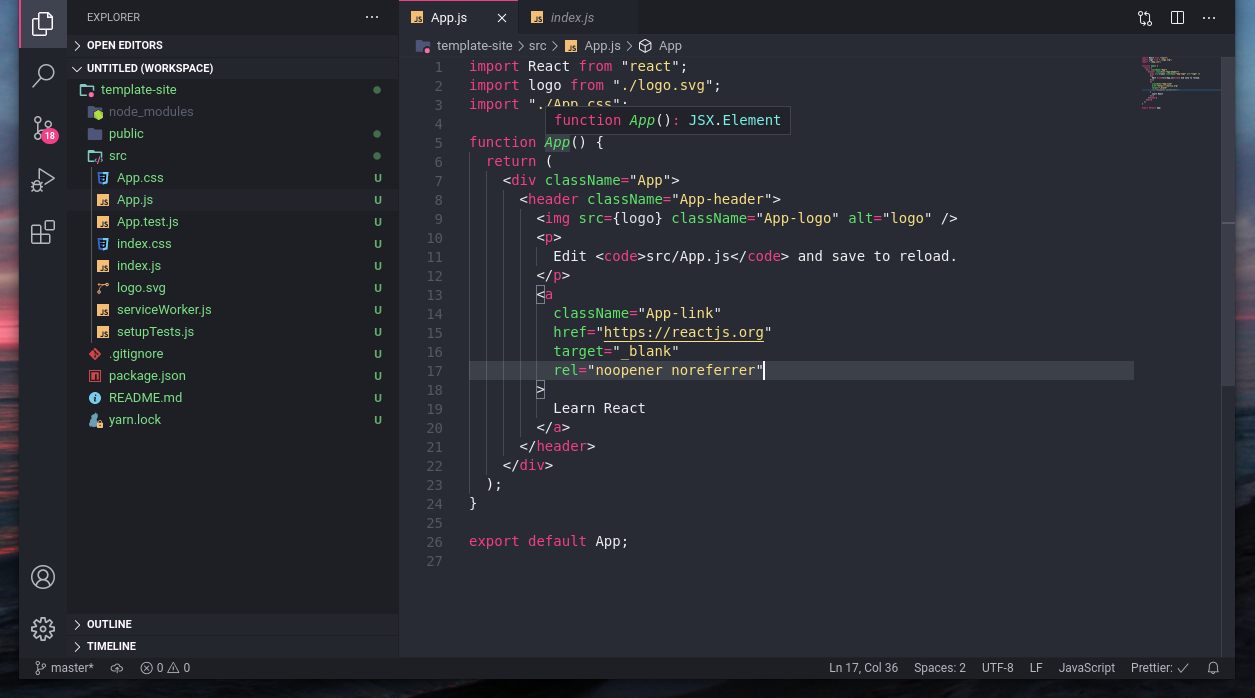 EXPLORER
OPEN EDITORS
UNTITLED (WORKSPACE)
template-site
node_modules
public
src
App.css U
App.js U
App.test.js U
index.css U
index.js U
logo.svg U
serviceWorker.js U
setupTests.js U
.gitignore U
package.json U
README.md U
yarn.lock U
OUTLINE
TIMELINE
18
App.js
index.js
template-site > src > App.js > App
1 import React from "react";
2 import logo from "./logo.svg";
3 import "./App.css";
function App(): JSX.Element
4
5 function App() {
6 return (
7 <div className="App">
8 <header className="App-header">
9 <img src={logo} className="App-logo" alt="logo" />
10 <p>
11 Edit <code>src/App.js</code> and save to reload.
12 </p>
13 <a
14 className="App-link"
15 href="https://reactjs.org"
16 target="_blank"
17 rel="noopener noreferrer"
18 >
19 Learn React
20 </a>
21 </header>
22 </div>
23 );
24 }
25
26 export default App;
27
master* 0 0 Ln 17, Col 36 Spaces: 2 UTF-8 LF JavaScript Prettier: ✓